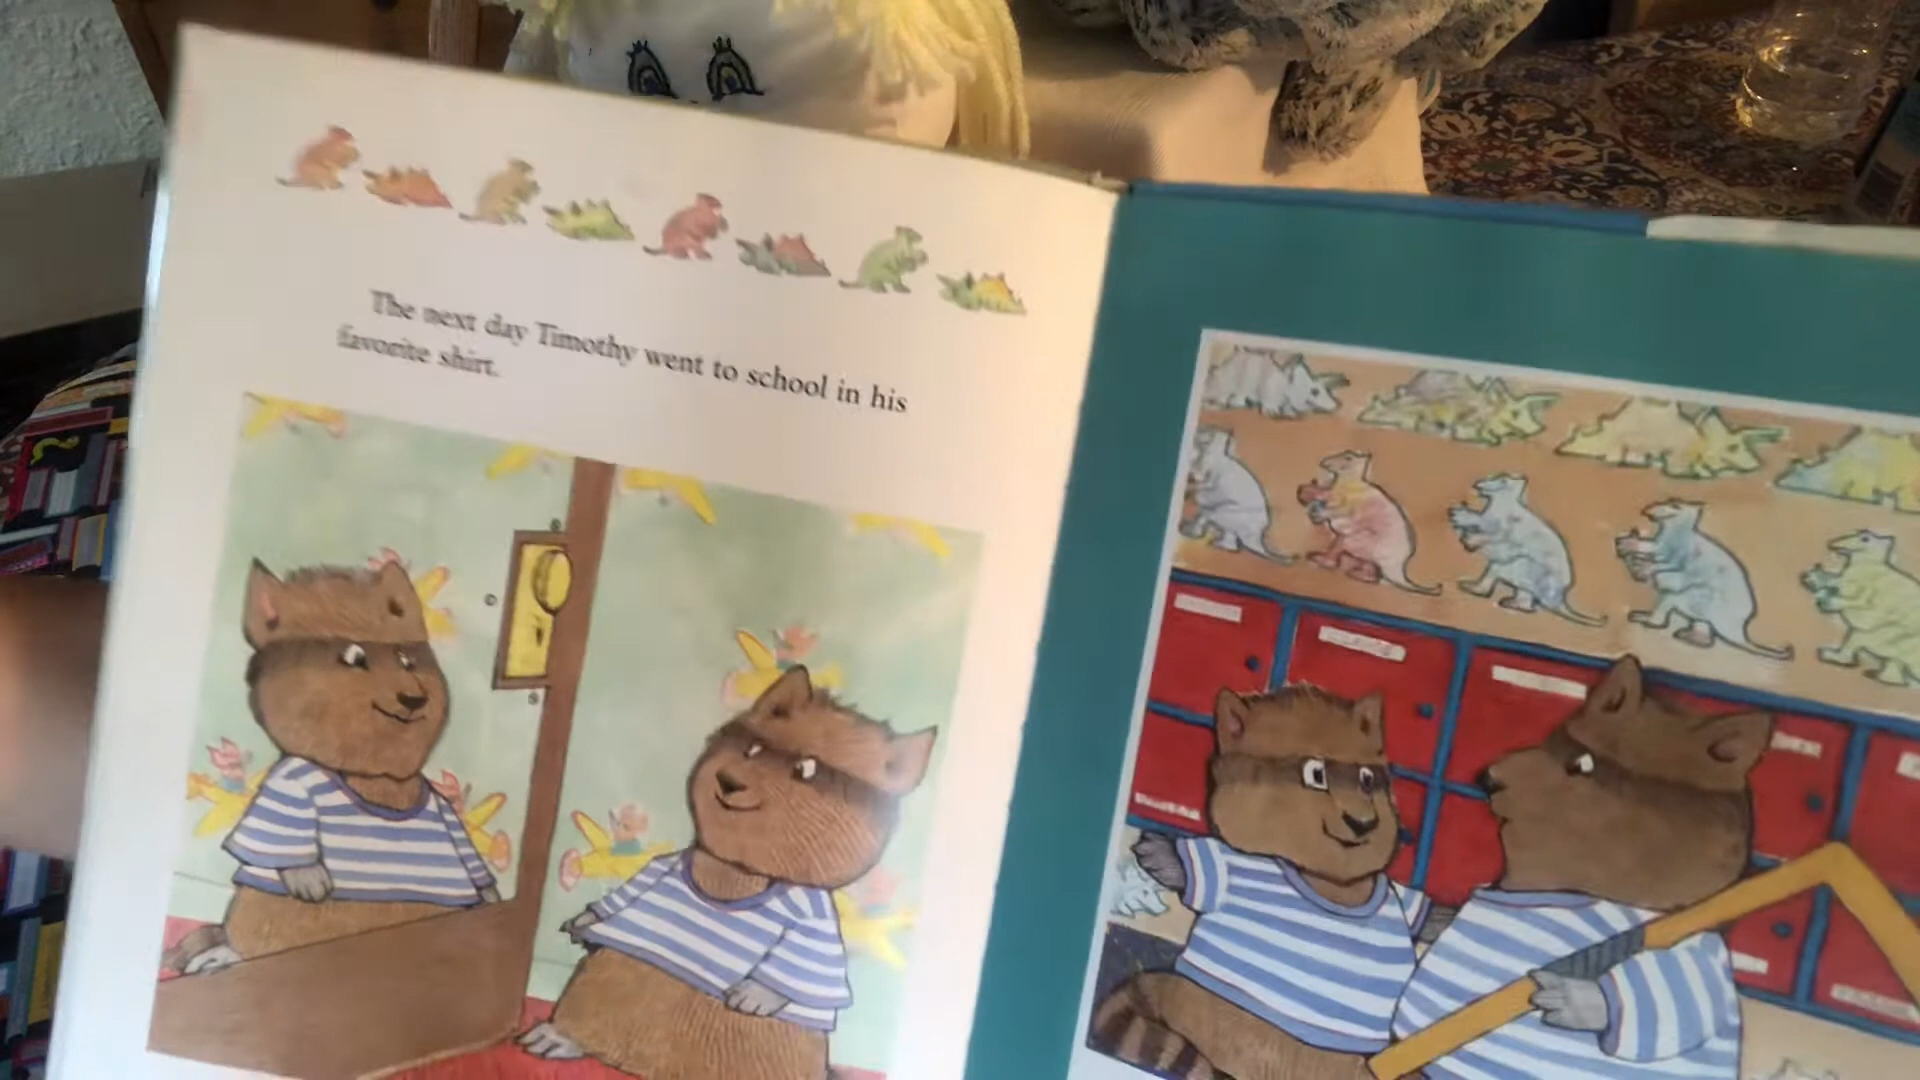 The next day Timothy went to school in his
favorite shirt.